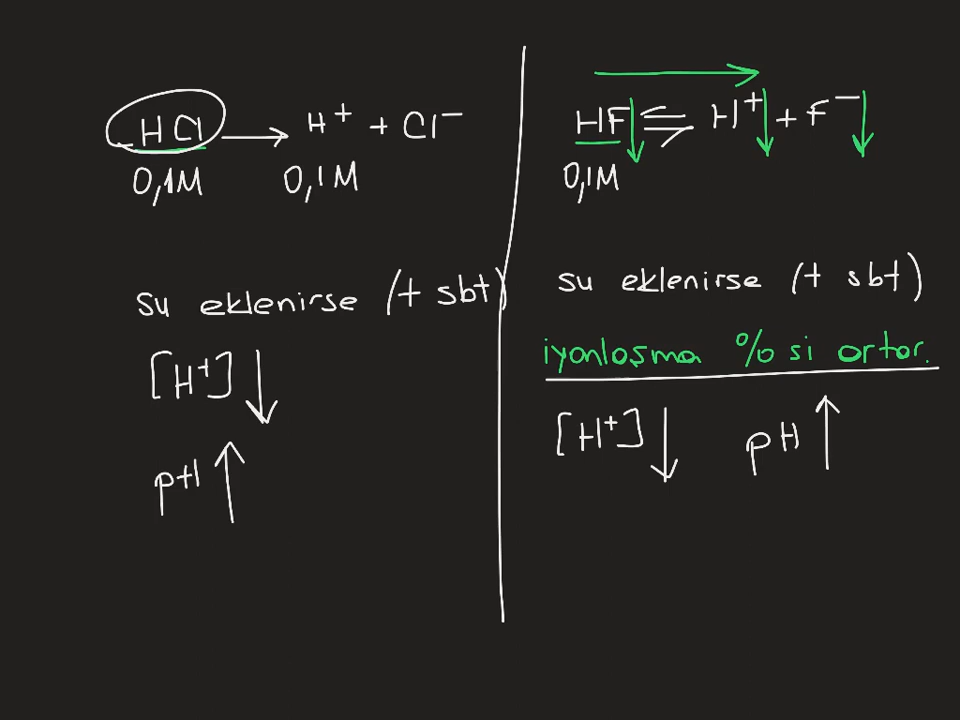 HCl → H⁺ + Cl⁻
0,1M 0,1M
su eklenirse (t sbt)
[H⁺] ↓
pH ↑
HF ⇌ H⁺ + F⁻
0,1M
su eklenirse (t sbt)
iyonlaşma % si artar.
[H⁺] ↓ pH ↑